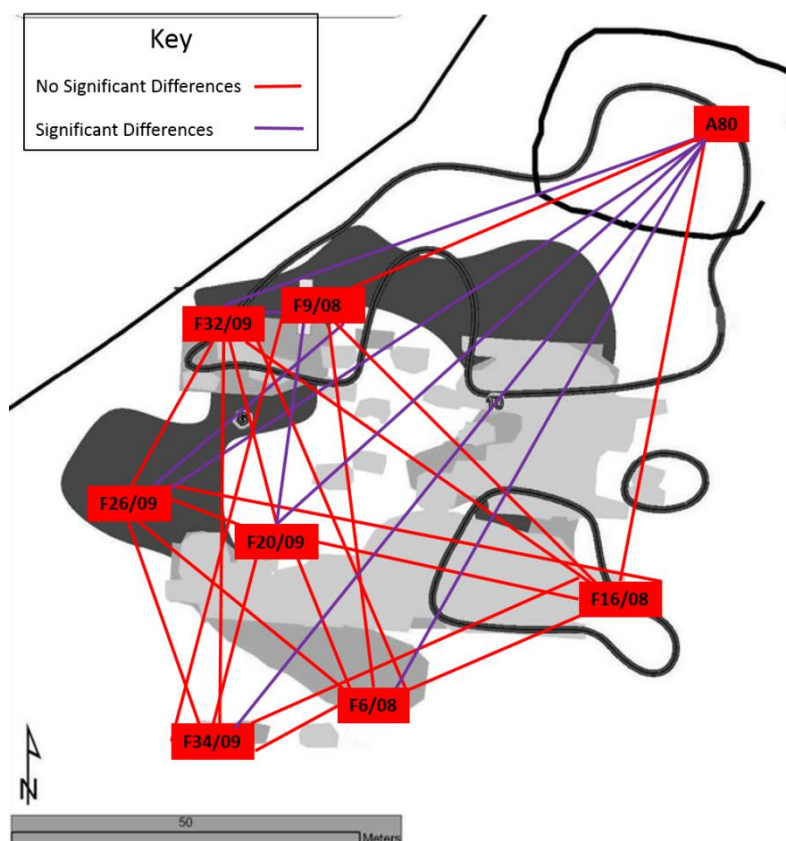 Key
No Significant Differences
Significant Differences
A80
F9/08
F32/09
F26/09
F20/09
F16/08
F6/08
F34/09
N
50
Meters